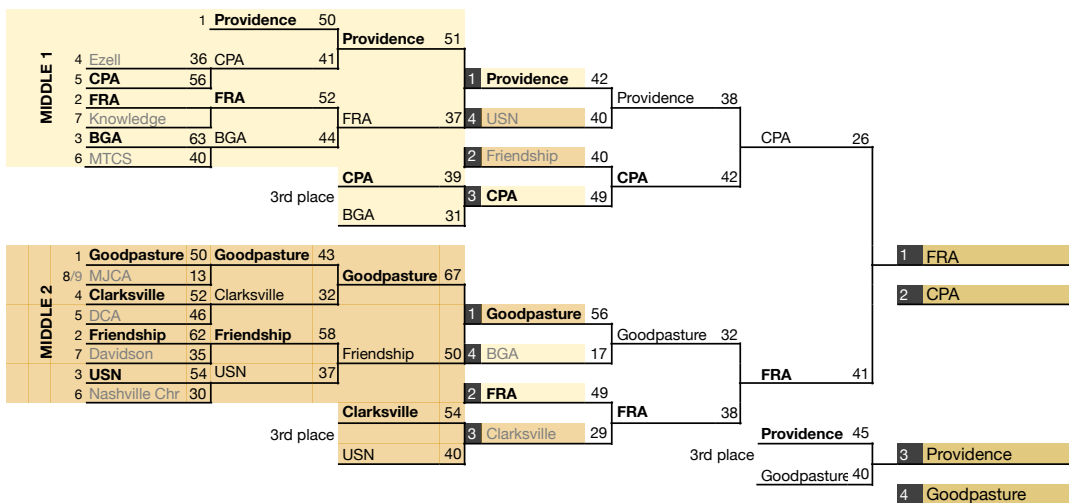 1 Providence 50
Providence 51
4 Ezell 36 CPA 41
5 CPA 56
1 Providence 42
2 FRA FRA 52
Providence 38
7 Knowledge
FRA 37
4 USN 40
3 BGA 63 BGA 44
CPA 26
6 MTCS 40
2 Friendship 40
MIDDLE 1
CPA 39
CPA 42
3rd place
3 CPA 49
BGA 31
1 Goodpasture 50 Goodpasture 43
1 FRA
8/9 MJCA 13
Goodpasture 67
4 Clarksville 52 Clarksville 32
2 CPA
5 DCA 46
1 Goodpasture 56
2 Friendship 62 Friendship 58
Goodpasture 32
7 Davidson 35
Friendship 50
4 BGA 17
3 USN 54 USN 37
FRA 41
6 Nashville Chr 30
2 FRA 49
MIDDLE 2
Clarksville 54
FRA 38
3rd place
3 Clarksville 29
Providence 45
USN 40
3rd place
3 Providence
Goodpasture 40
4 Goodpasture